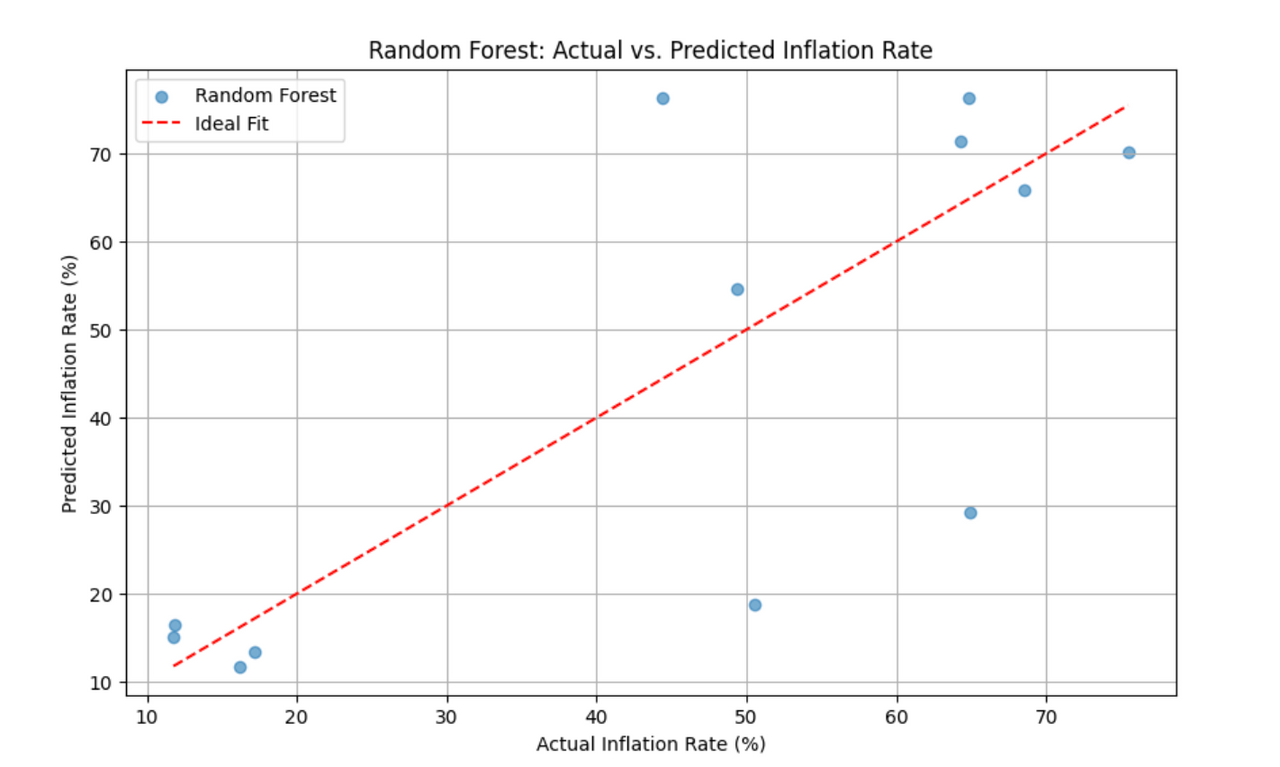 Random Forest: Actual vs. Predicted Inflation Rate
Random Forest
Ideal Fit
Predicted Inflation Rate (%)
70
60
50
40
30
20
10
10 20 30 40 50 60 70
Actual Inflation Rate (%)